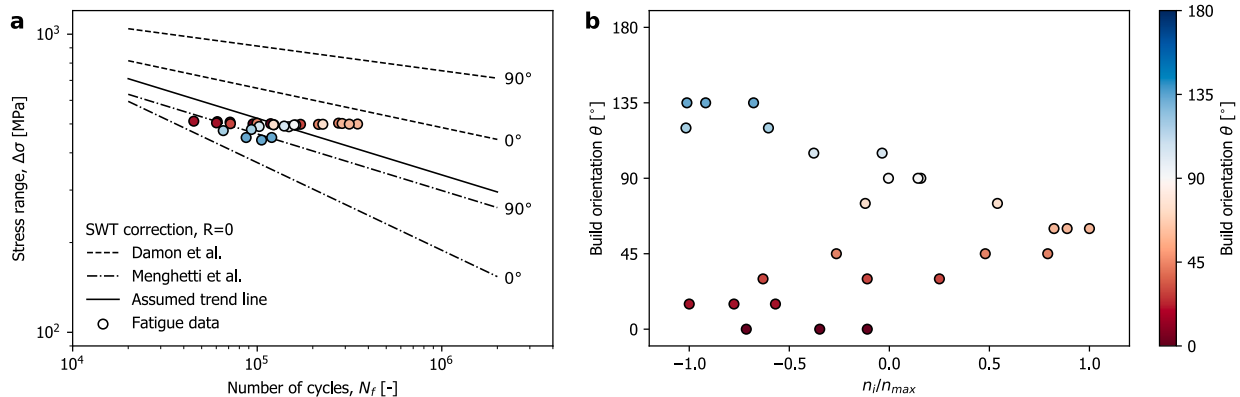 a
Stress range, Δσ [MPa]
10³
10²
90°
0°
90°
0°
SWT correction, R=0
Damon et al.
Menghetti et al.
Assumed trend line
Fatigue data
10⁴
10⁵
10⁶
Number of cycles, N_f [-]
b
Build orientation θ [°]
180
135
90
45
0
−1.0
−0.5
0.0
0.5
1.0
n_i/n_max
180
135
90
45
0
Build orientation θ [°]